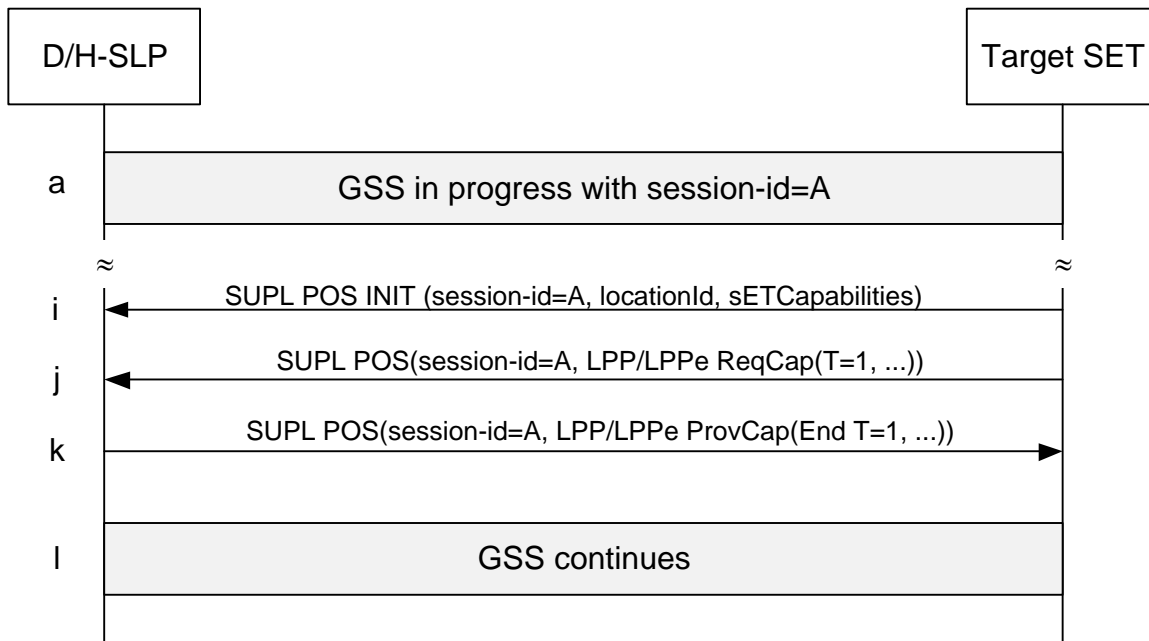 D/H-SLP
Target SET
a
GSS in progress with session-id=A
≈
≈
i
SUPL POS INIT (session-id=A, locationId, sETCapabilities)
j
SUPL POS(session-id=A, LPP/LPPe ReqCap(T=1, ...))
k
SUPL POS(session-id=A, LPP/LPPe ProvCap(End T=1, ...))
l
GSS continues